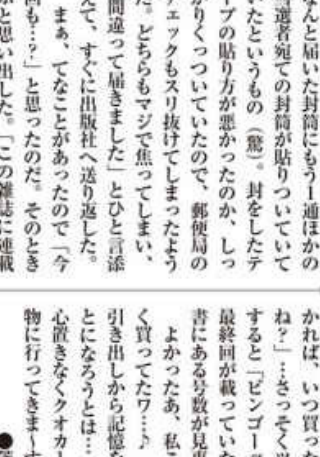 なんと届いた封筒にもう1通ほかの
当選者宛ての封筒が貼りついていて
いたというもの（驚）。封をしたテ
ープの貼り方が悪かったのか、しっ
かりくっついていたので、郵便局の
チェックもスリ抜けてしまったよう
だ。どちらもマジで焦ってしまい、
間違って届きました」とひと言添
えて、すぐに出版社へ送り返した。
まぁ、てなことがあったので「今
回も…？」と思ったのだ。そのとき
ふと思い出した。「この雑誌に連載
かれば、いつ買った
ね？」…さっそく
すると「ビンゴーッ
最終回が載っていた
書にある号数が見事
よかったあ、私
く買ってたワ…♪
引き出しから記憶を
とになろうとは…
心置きなくクオカー
物に行ってきま〜す
●